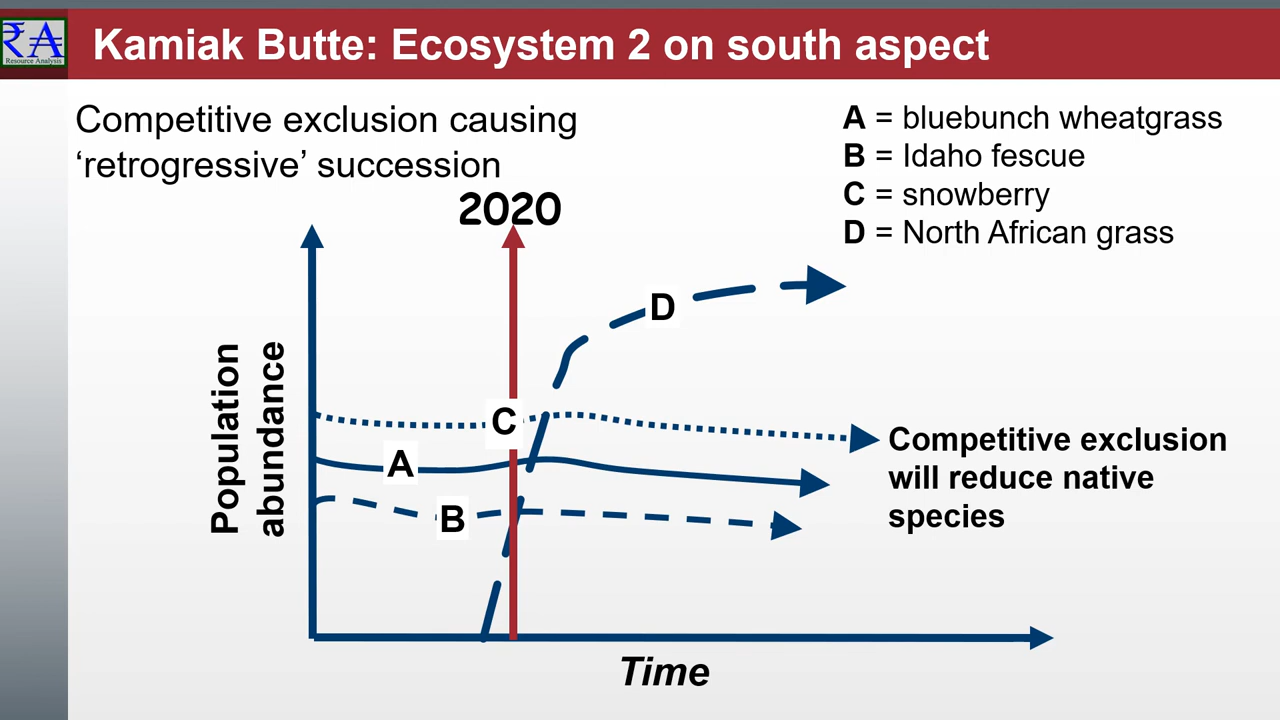 ₹A
Resource Analysis
Kamiak Butte: Ecosystem 2 on south aspect
Competitive exclusion causing
‘retrogressive’ succession
A = bluebunch wheatgrass
B = Idaho fescue
C = snowberry
D = North African grass
2020
D
C
A
B
Population
abundance
Competitive exclusion
will reduce native
species
Time